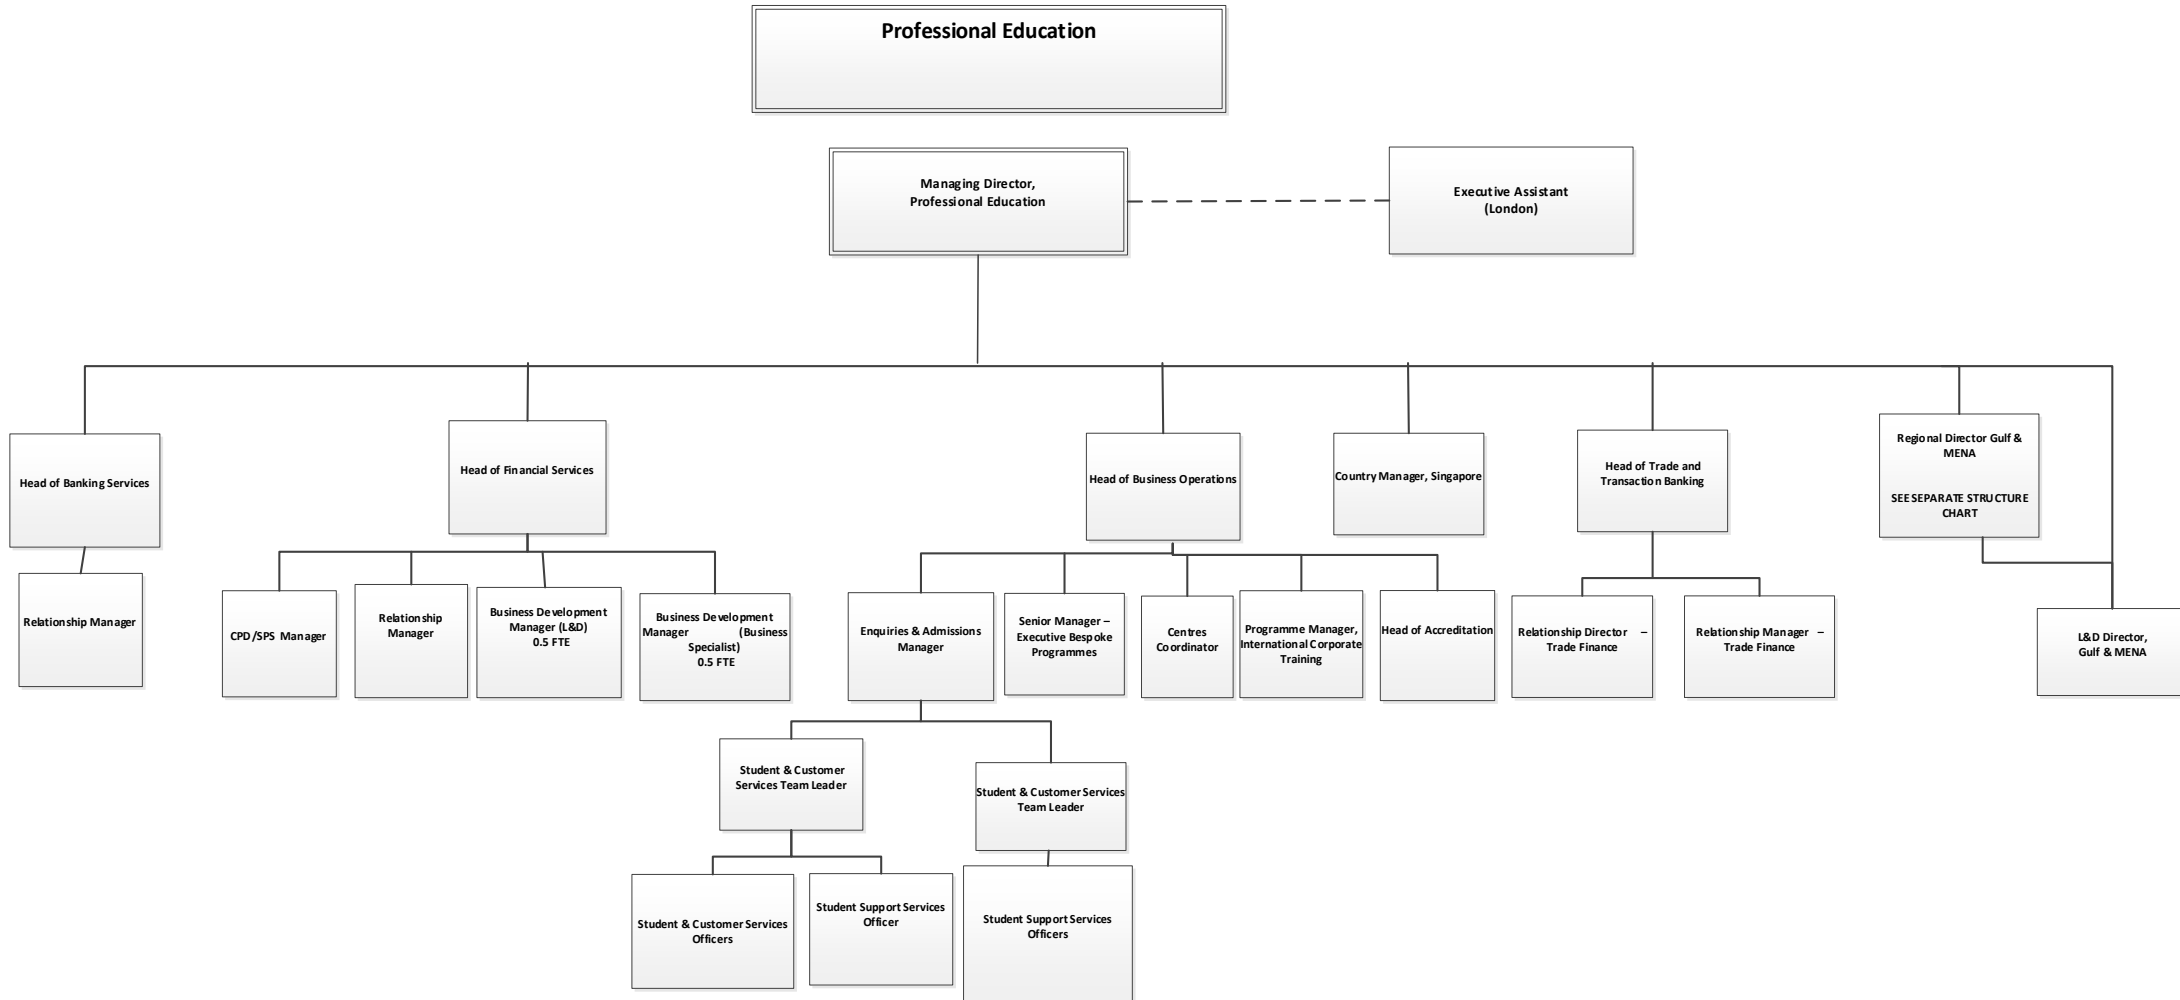 Professional Education
Managing Director,
Professional Education
Executive Assistant
(London)
Head of Banking Services
Head of Financial Services
Head of Business Operations
Country Manager, Singapore
Head of Trade and
Transaction Banking
Regional Director Gulf &
MENA
SEE SEPARATE STRUCTURE
CHART
Relationship Manager
CPD/SPS Manager
Relationship
Manager
Business Development
Manager (L&D)
0.5 FTE
Business Development
Manager (Business
Specialist)
0.5 FTE
Enquiries & Admissions
Manager
Senior Manager –
Executive Bespoke
Programmes
Centres
Coordinator
Programme Manager,
International Corporate
Training
Head of Accreditation
Relationship Director –
Trade Finance
Relationship Manager –
Trade Finance
L&D Director,
Gulf & MENA
Student & Customer
Services Team Leader
Student & Customer Services
Team Leader
Student & Customer Services
Officers
Student Support Services
Officer
Student Support Services
Officers